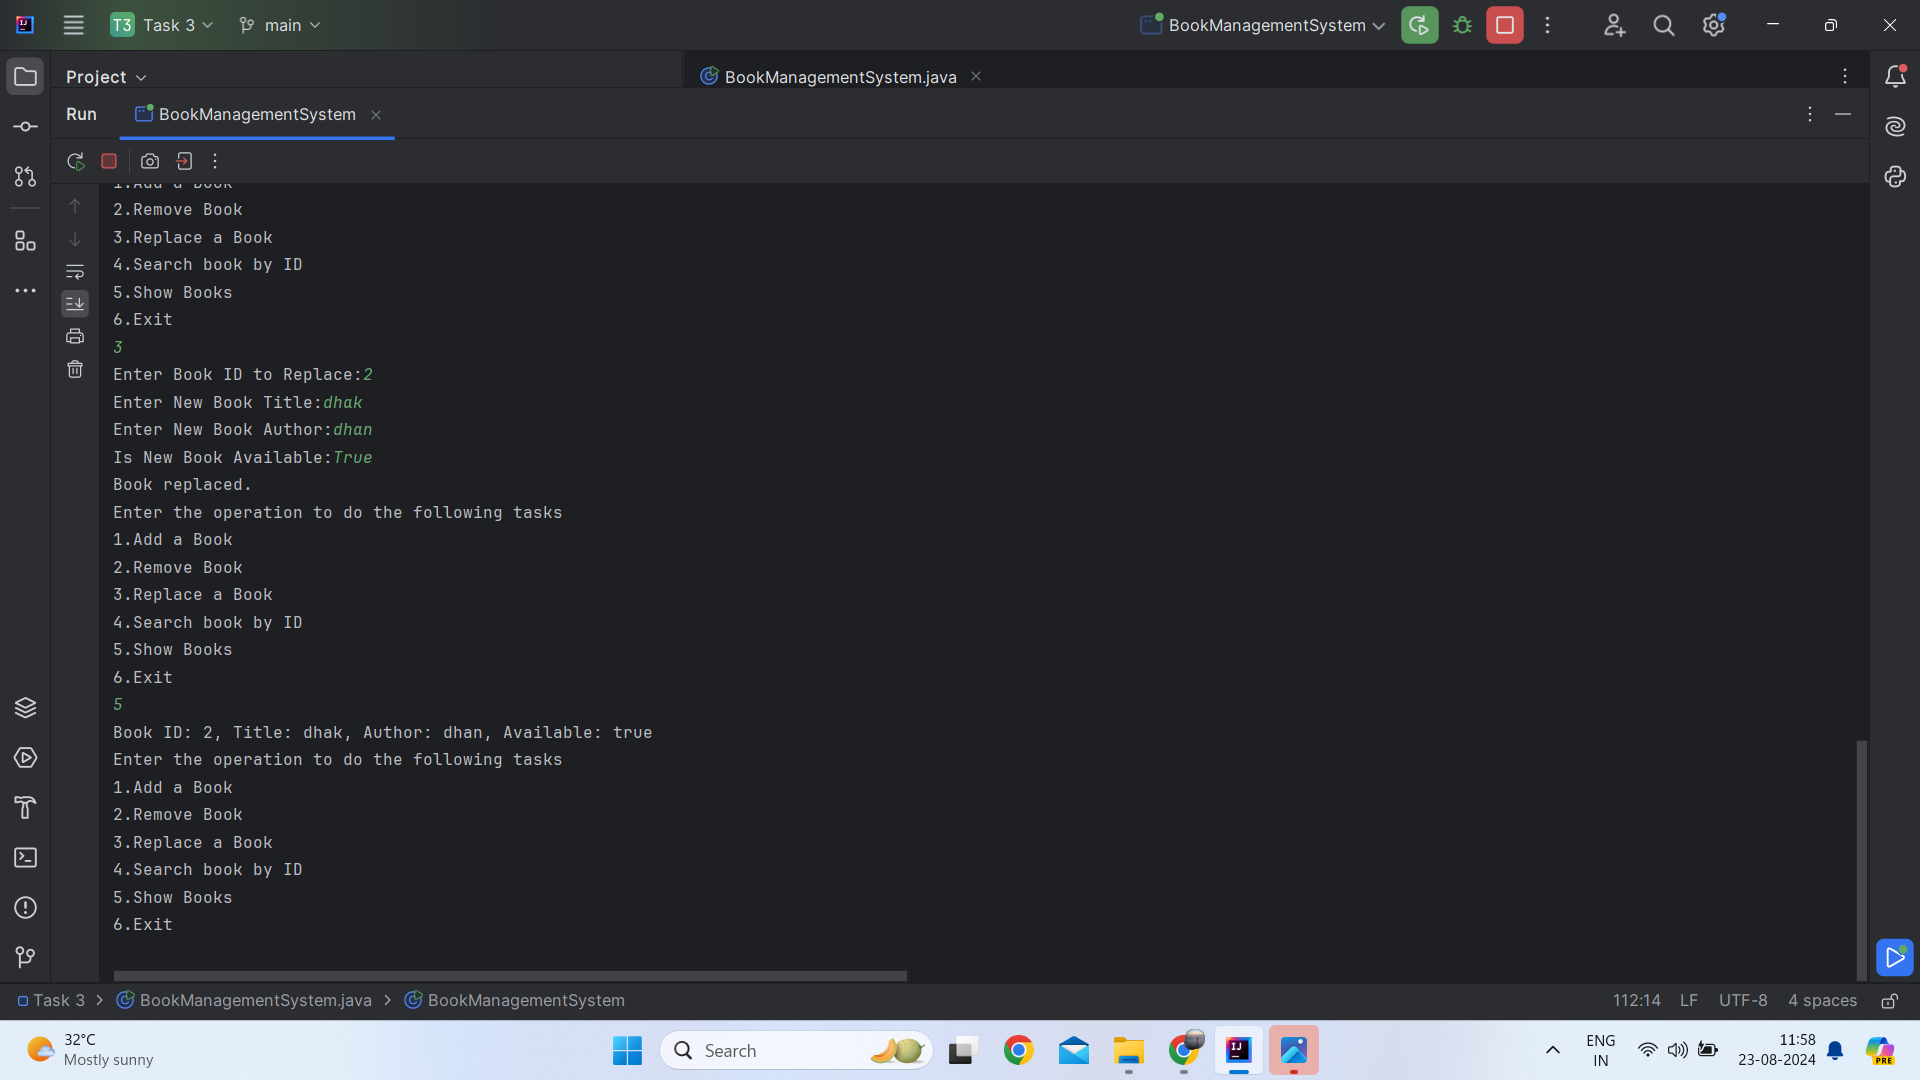 T3 Task 3 main BookManagementSystem
Project BookManagementSystem.java
Run BookManagementSystem
1.Add a Book
2.Remove Book
3.Replace a Book
4.Search book by ID
5.Show Books
6.Exit
3
Enter Book ID to Replace:2
Enter New Book Title:dhak
Enter New Book Author:dhan
Is New Book Available:True
Book replaced.
Enter the operation to do the following tasks
1.Add a Book
2.Remove Book
3.Replace a Book
4.Search book by ID
5.Show Books
6.Exit
5
Book ID: 2, Title: dhak, Author: dhan, Available: true
Enter the operation to do the following tasks
1.Add a Book
2.Remove Book
3.Replace a Book
4.Search book by ID
5.Show Books
6.Exit
Task 3 > BookManagementSystem.java > BookManagementSystem 112:14 LF UTF-8 4 spaces
32°C
Mostly sunny
Search
ENG
IN
11:58
23-08-2024
PRE